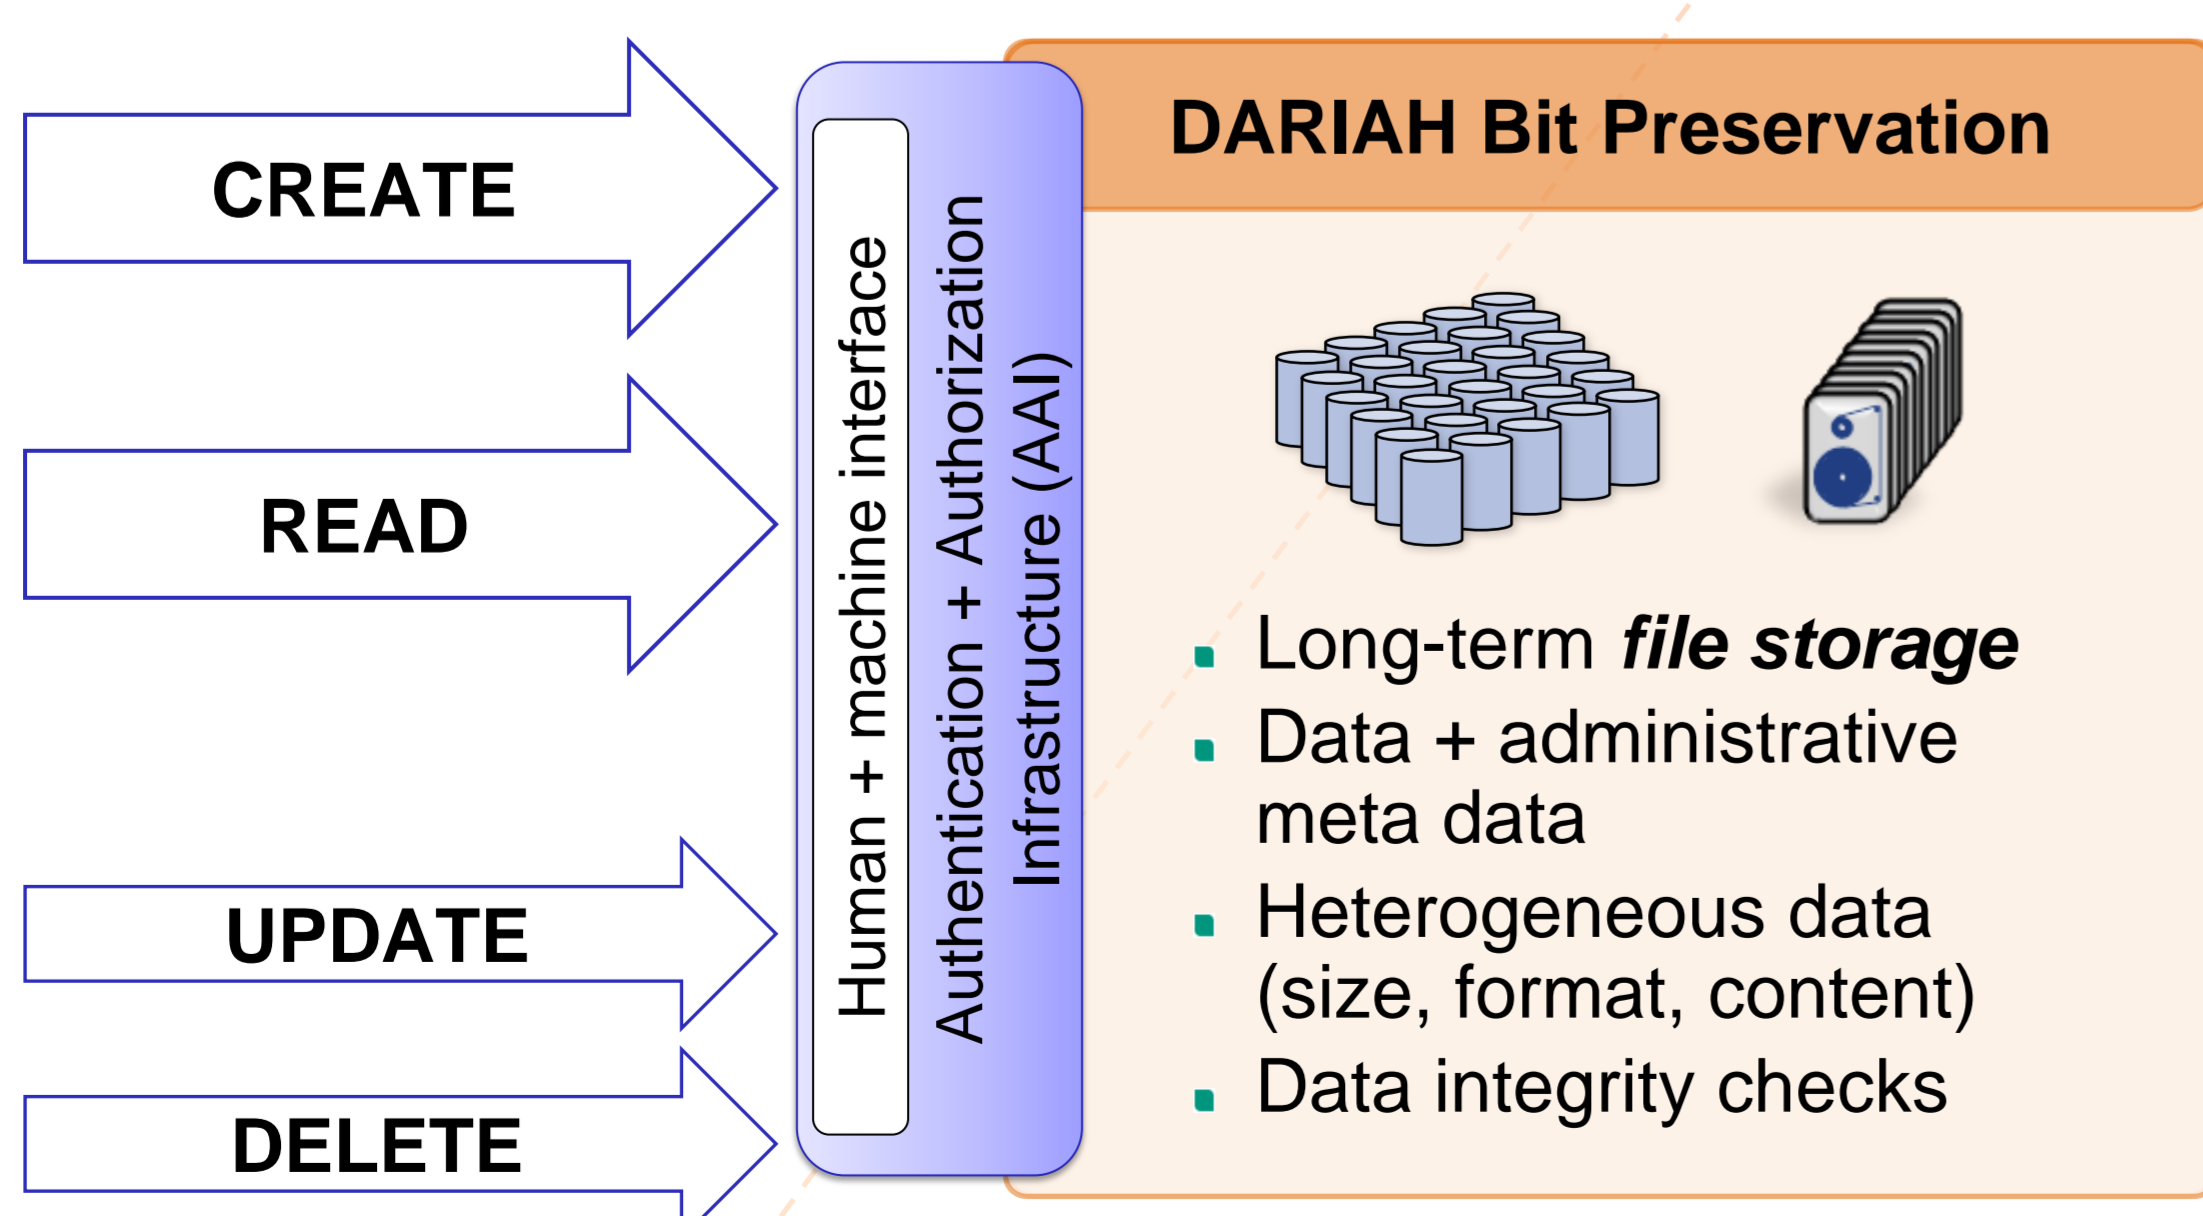 CREATE
READ
UPDATE
DELETE
Human + machine interface
Authentication + Authorization
Infrastructure (AAI)
DARIAH Bit Preservation
Long-term file storage
Data + administrative
meta data
Heterogeneous data
(size, format, content)
Data integrity checks